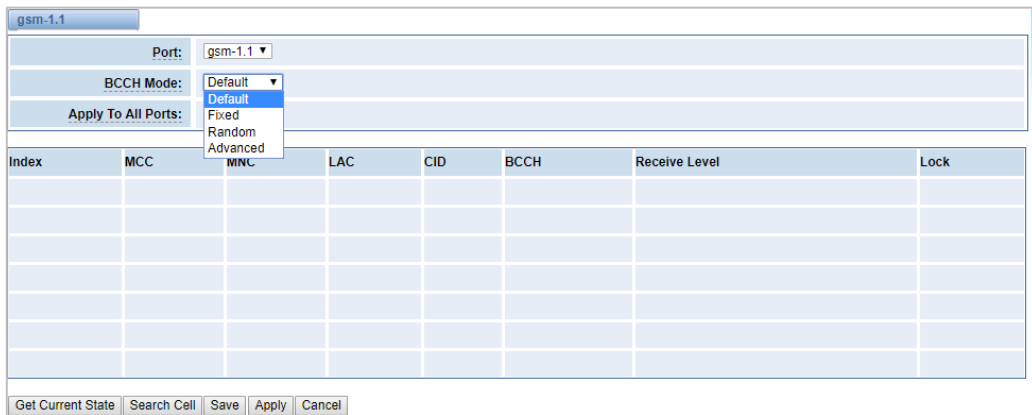 gsm-1.1
Port: gsm-1.1
BCCH Mode: Default
Default
Apply To All Ports: Fixed
Random
Advanced
Index MCC MNC LAC CID BCCH Receive Level Lock
Get Current State Search Cell Save Apply Cancel